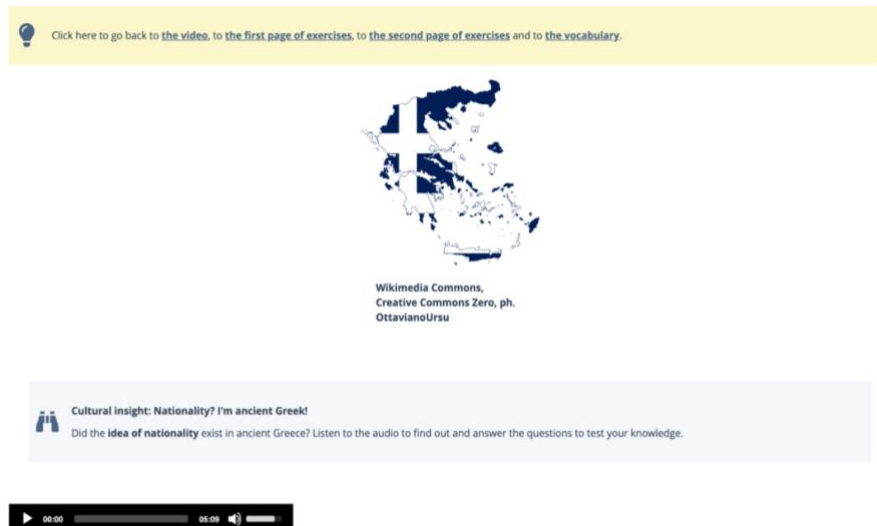 Click here to go back to the video, to the first page of exercises, to the second page of exercises and to the vocabulary.
Wikimedia Commons,
Creative Commons Zero, ph.
OttavianoUrsu
Cultural insight: Nationality? I'm ancient Greek!
Did the idea of nationality exist in ancient Greece? Listen to the audio to find out and answer the questions to test your knowledge.
00:00 05:09